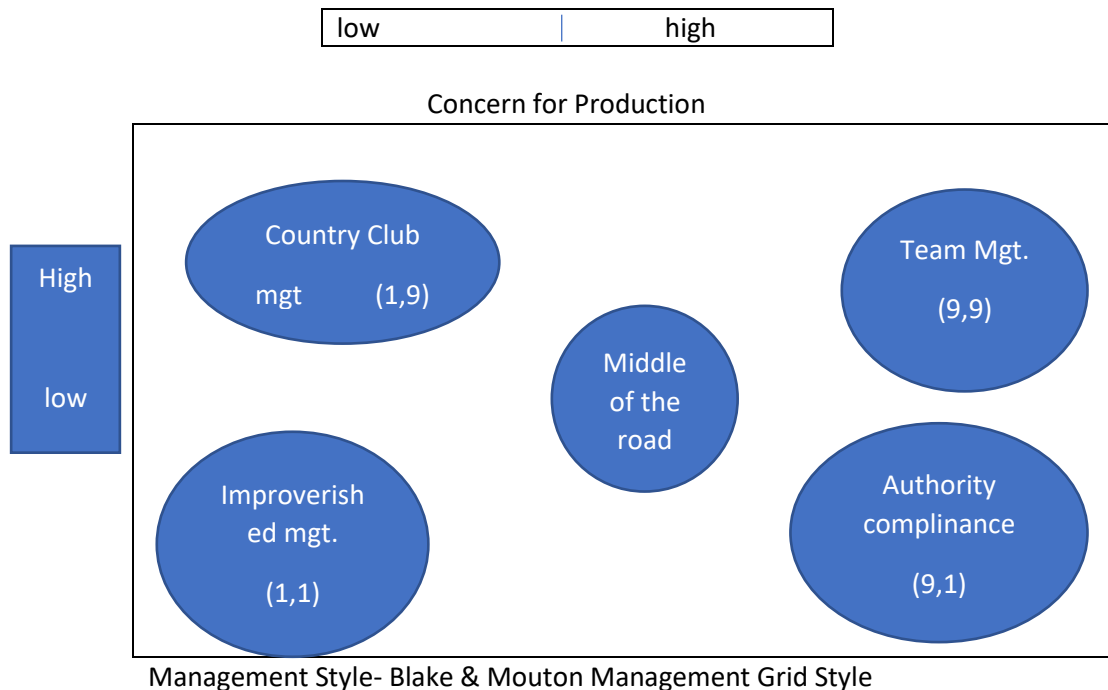 low high
Concern for Production
Country Club
mgt (1,9)
Team Mgt.
(9,9)
High
low
Middle
of the
road
Improverish
ed mgt.
(1,1)
Authority
complinance
(9,1)
Management Style- Blake & Mouton Management Grid Style